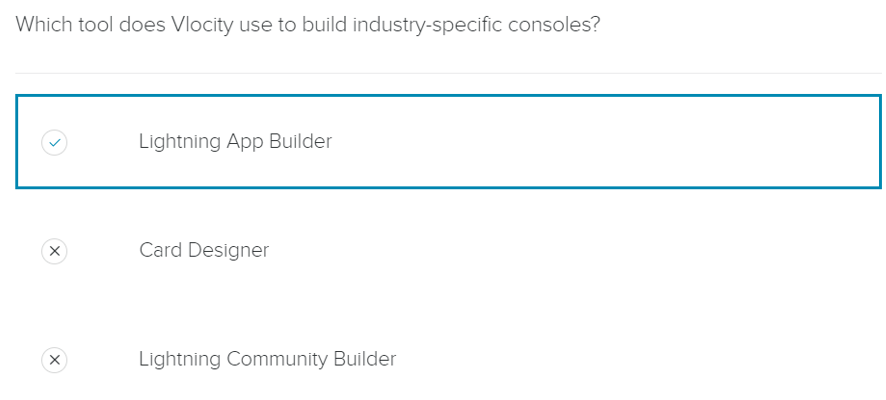 Which tool does Vlocity use to build industry-specific consoles?
Lightning App Builder
Card Designer
Lightning Community Builder